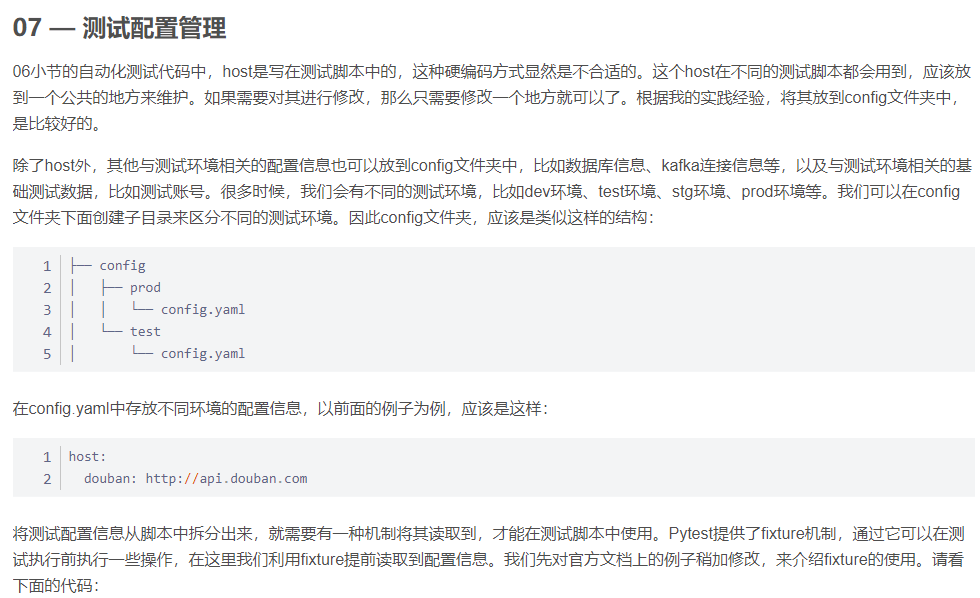 07 — 测试配置管理
06小节的自动化测试代码中，host是写在测试脚本中的，这种硬编码方式显然是不合适的。这个host在不同的测试脚本都会用到，应该放
到一个公共的地方来维护。如果需要对其进行修改，那么只需要修改一个地方就可以了。根据我的实践经验，将其放到config文件夹中，
是比较好的。
除了host外，其他与测试环境相关的配置信息也可以放到config文件夹中，比如数据库信息、kafka连接信息等，以及与测试环境相关的基
础测试数据，比如测试账号。很多时候，我们会有不同的测试环境，比如dev环境、test环境、stg环境、prod环境等。我们可以在config
文件夹下面创建子目录来区分不同的测试环境。因此config文件夹，应该是类似这样的结构：
1 ├── config
2 │   ├── prod
3 │   │   └── config.yaml
4 │   └── test
5 │       └── config.yaml
在config.yaml中存放不同环境的配置信息，以前面的例子为例，应该是这样：
1 host:
2   douban: http://api.douban.com
将测试配置信息从脚本中拆分出来，就需要有一种机制将其读取到，才能在测试脚本中使用。Pytest提供了fixture机制，通过它可以在测
试执行前执行一些操作，在这里我们利用fixture提前读取到配置信息。我们先对官方文档上的例子稍加修改，来介绍fixture的使用。请看
下面的代码：